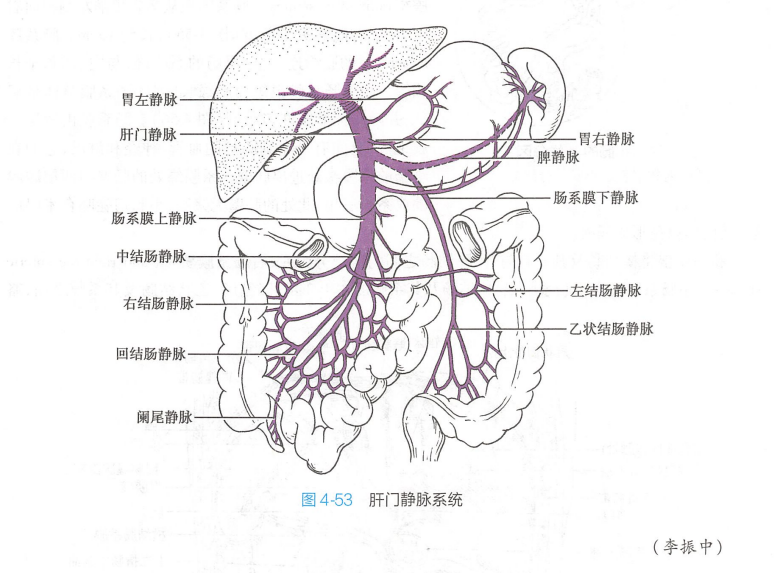 胃左静脉
肝门静脉
胃右静脉
脾静脉
肠系膜下静脉
肠系膜上静脉
中结肠静脉
右结肠静脉
左结肠静脉
乙状结肠静脉
回结肠静脉
阑尾静脉
图 4-53 肝门静脉系统
(李振中)